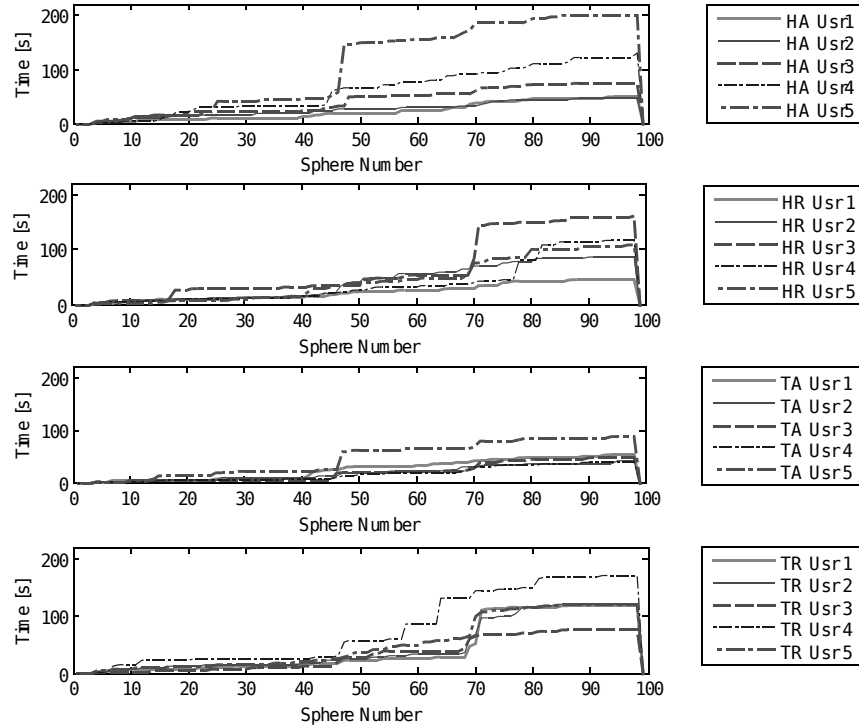 200
100
0
Time [s]
0 10 20 30 40 50 60 70 80 90 100
Sphere Number
HA Usr1
HA Usr2
HA Usr3
HA Usr4
HA Usr5
200
100
0
Time [s]
0 10 20 30 40 50 60 70 80 90 100
Sphere Number
HR Usr1
HR Usr2
HR Usr3
HR Usr4
HR Usr5
200
100
0
Time [s]
0 10 20 30 40 50 60 70 80 90 100
Sphere Number
TA Usr1
TA Usr2
TA Usr3
TA Usr4
TA Usr5
200
100
0
Time [s]
0 10 20 30 40 50 60 70 80 90 100
Sphere Number
TR Usr1
TR Usr2
TR Usr3
TR Usr4
TR Usr5